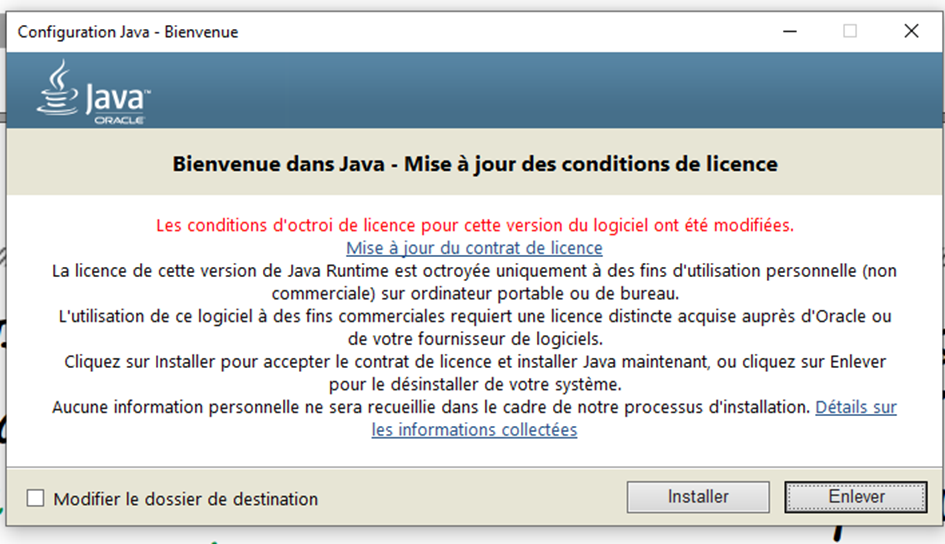 Configuration Java - Bienvenue
Java™
ORACLE
Bienvenue dans Java - Mise à jour des conditions de licence
Les conditions d'octroi de licence pour cette version du logiciel ont été modifiées.
Mise à jour du contrat de licence
La licence de cette version de Java Runtime est octroyée uniquement à des fins d'utilisation personnelle (non
commerciale) sur ordinateur portable ou de bureau.
L'utilisation de ce logiciel à des fins commerciales requiert une licence distincte acquise auprès d'Oracle ou
de votre fournisseur de logiciels.
Cliquez sur Installer pour accepter le contrat de licence et installer Java maintenant, ou cliquez sur Enlever
pour le désinstaller de votre système.
Aucune information personnelle ne sera recueillie dans le cadre de notre processus d'installation. Détails sur
les informations collectées
Modifier le dossier de destination
Installer
Enlever